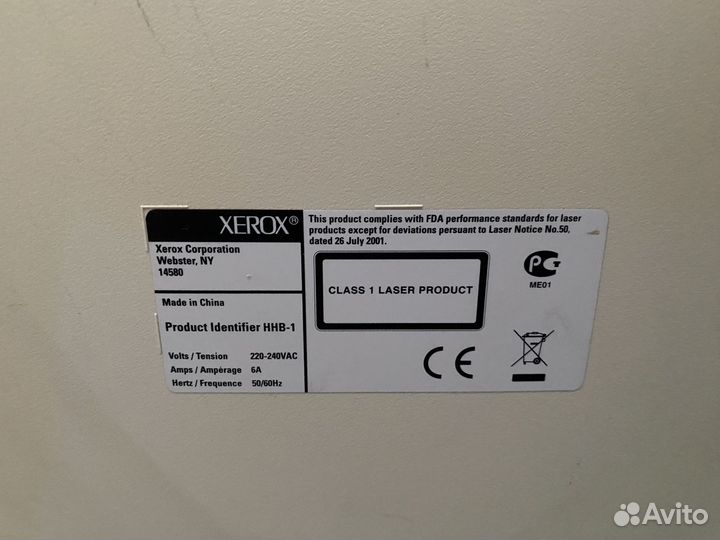 XEROX®
Xerox Corporation
Webster, NY
14580
Made in China
Product Identifier HHB-1
Volts / Tension 220-240VAC
Amps / Ampérage 6A
Hertz / Frequence 50/60Hz
This product complies with FDA performance standards for laser
products except for deviations pursuant to Laser Notice No.50,
dated 26 July 2001.
CLASS 1 LASER PRODUCT
РСТ
ME01
CE
Avito